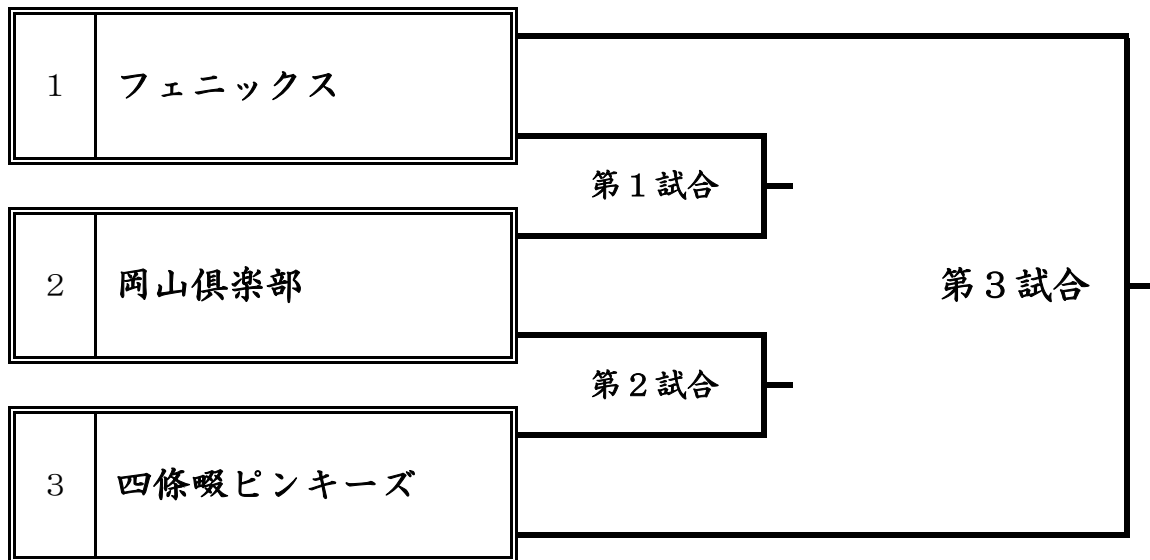 1 フェニックス
第1試合
2 岡山倶楽部
第3試合
第2試合
3 四條畷ピンキーズ